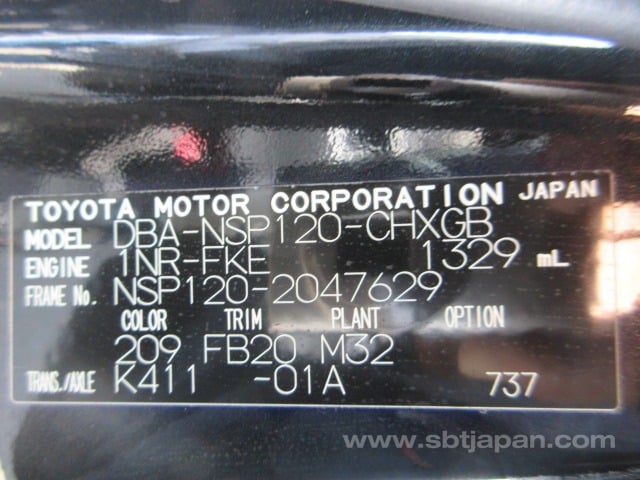 TOYOTA MOTOR CORPORATION JAPAN
MODEL DBA-NSP120-CHXGB
ENGINE 1NR-FKE 1329 mL
FRAME No. NSP120-2047629
COLOR TRIM PLANT OPTION
209 FB20 M32
TRANS./AXLE K411 -01A 737
www.sbtjapan.com